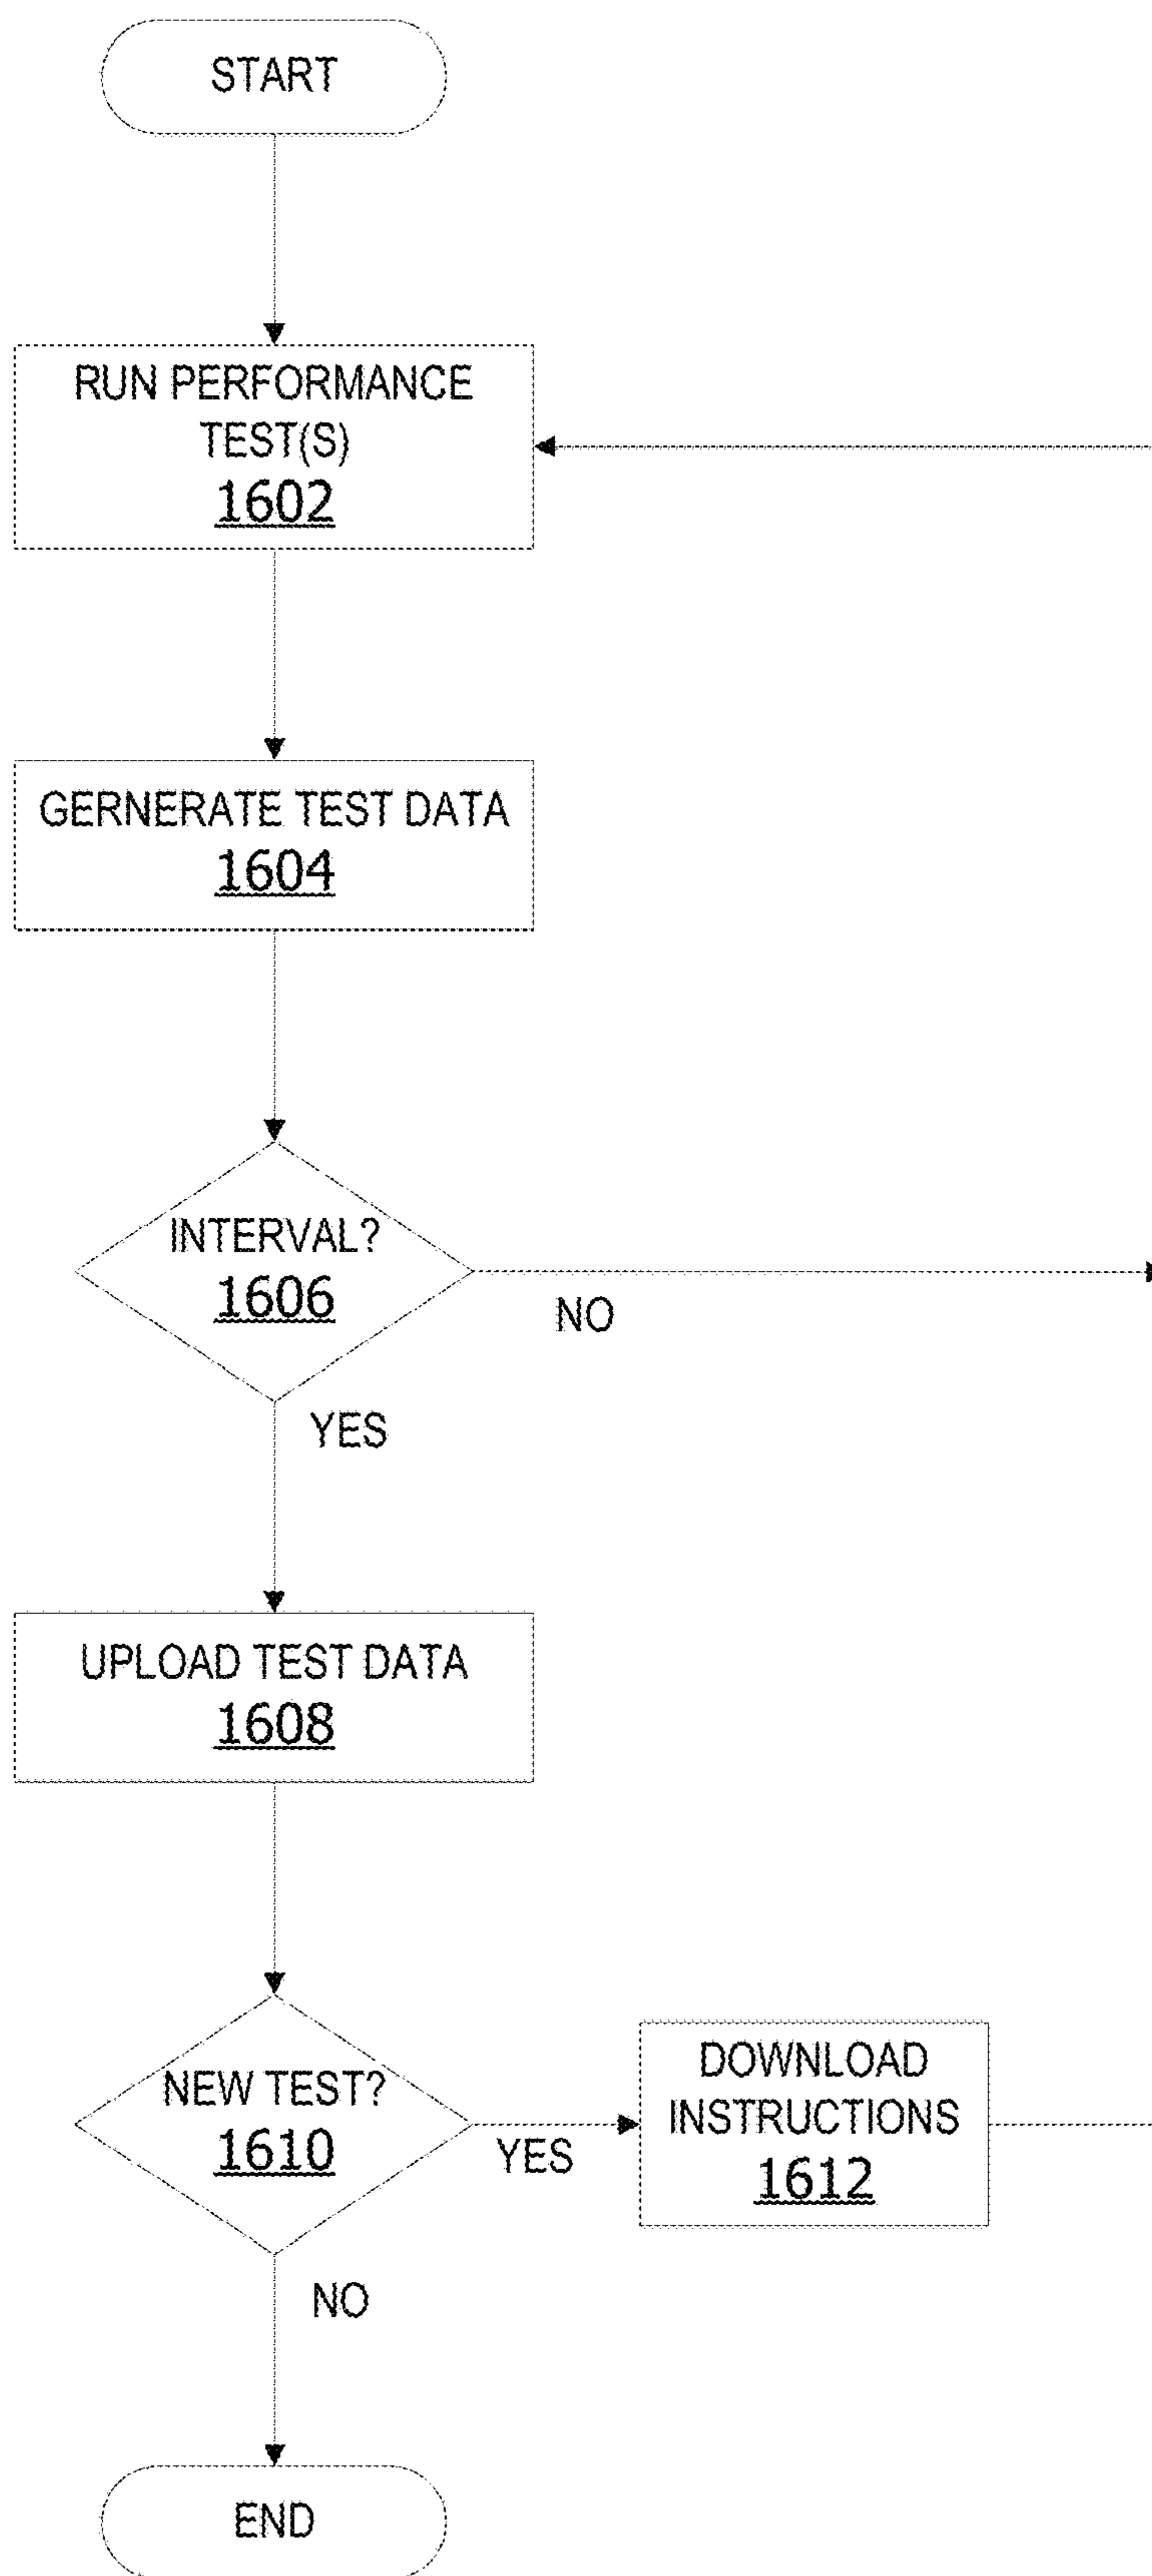 START
RUN PERFORMANCE
TEST(S)
1602
GERNERATE TEST DATA
1604
INTERVAL?
1606
NO
YES
UPLOAD TEST DATA
1608
NEW TEST?
1610
YES
DOWNLOAD
INSTRUCTIONS
1612
NO
END